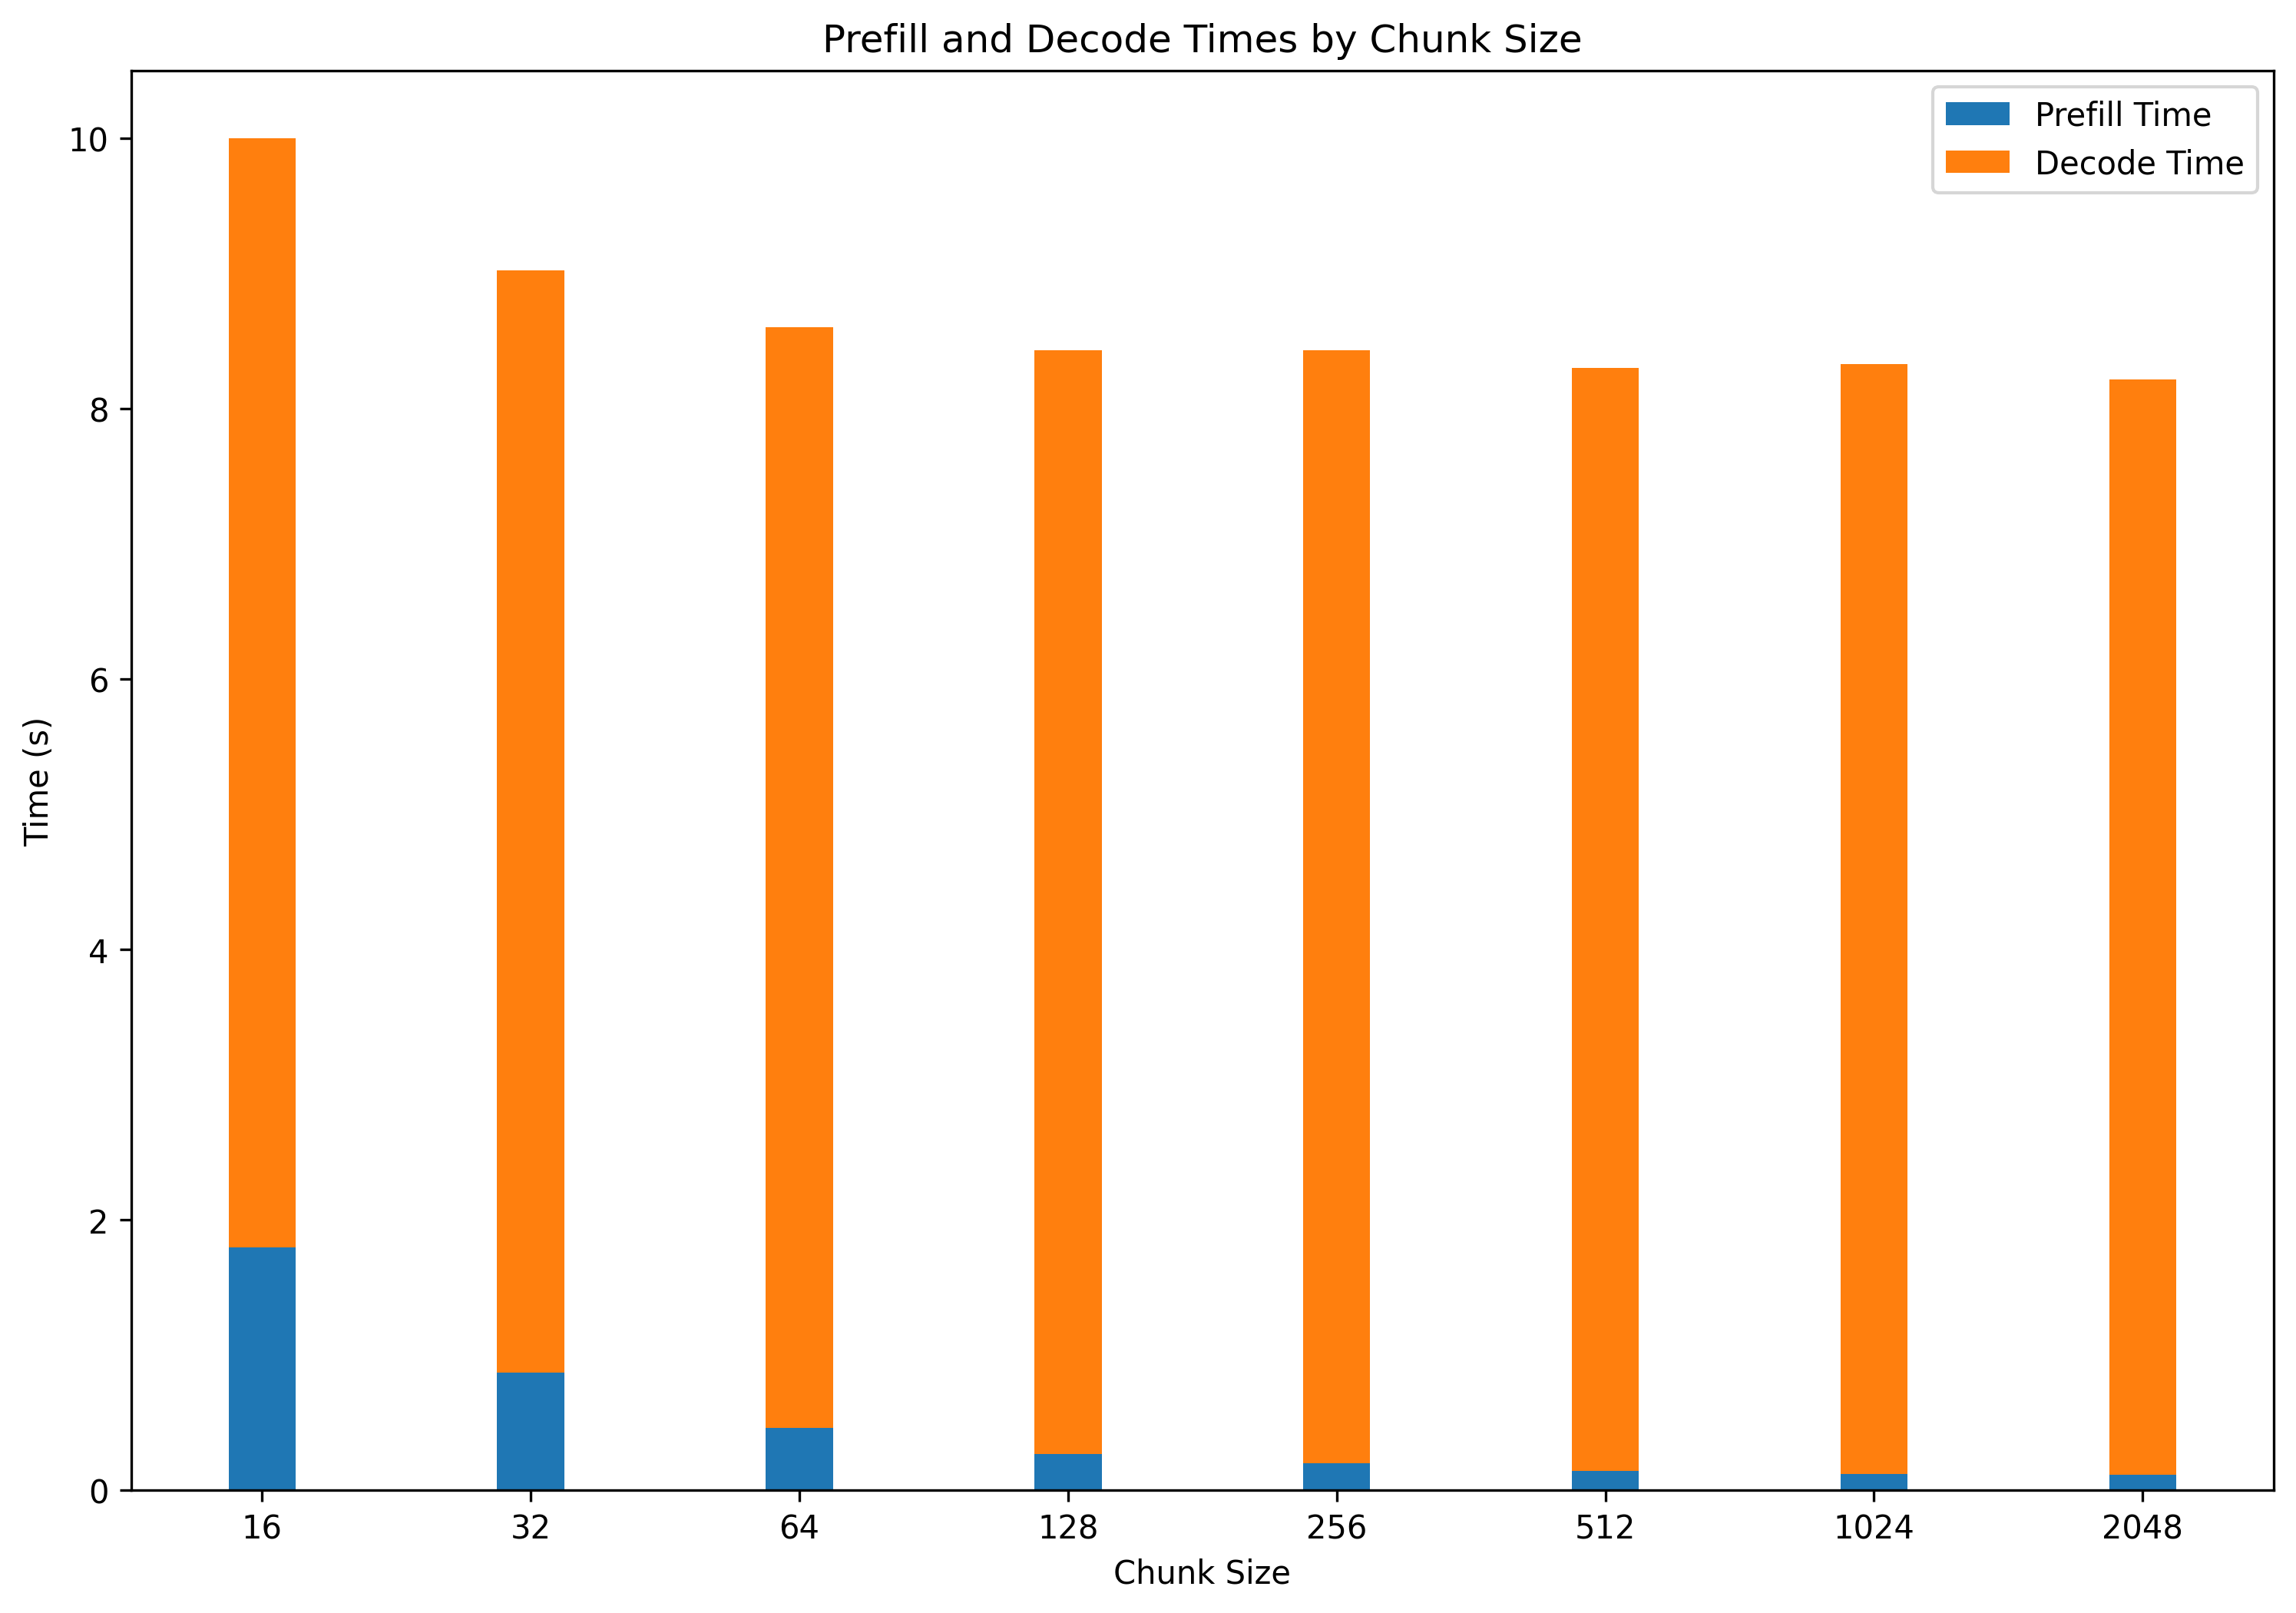 Prefill and Decode Times by Chunk Size
Prefill Time
Decode Time
Time (s)
10
8
6
4
2
0
16 32 64 128 256 512 1024 2048
Chunk Size